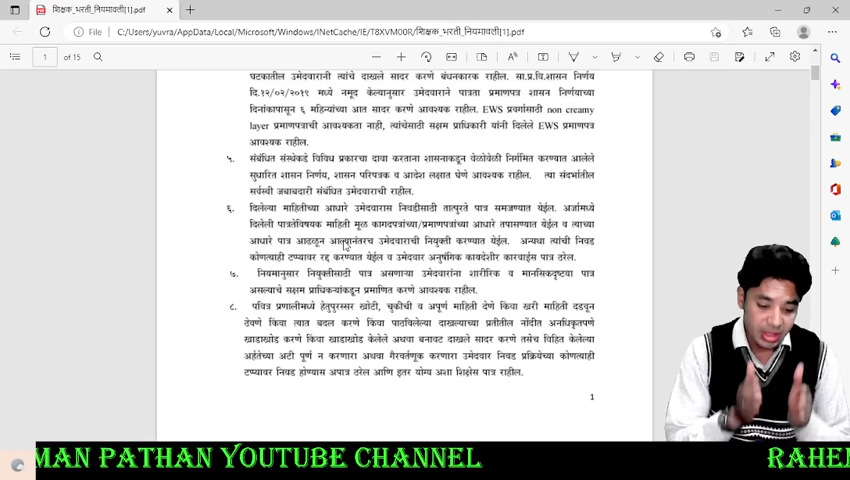 शिक्षक_भरती_नियमावली[1].pdf
File | C:/Users/yuvra/AppData/Local/Microsoft/Windows/INetCache/IE/T8XVM00R/शिक्षक_भरती_नियमावली[1].pdf
1 of 15
घटकातील उमेदवारानी त्यांचे दाखले सादर करणे बंधनकारक राहील. सा.प्र.वि.शासन निर्णय
दि.१२/०२/२०१९ मध्ये नमूद केल्यानुसार उमेदवाराने पात्रता प्रमाणपत्र शासन निर्णयाच्या
दिनांकापासून ६ महिन्यांच्या आत सादर करणे आवश्यक राहील. EWS प्रवर्गासाठी non creamy
layer प्रमाणपत्राची आवश्यकता नाही, त्यांचेसाठी सक्षम प्राधिकारी यांनी दिलेले EWS प्रमाणपत्र
आवश्यक राहील.
५. संबंधित संस्थेकडे विविध प्रकारचा दावा करताना शासनाकडून वेळोवेळी निर्गमित करण्यात आलेले
सुधारित शासन निर्णय, शासन परिपत्रक व आदेश लक्षात घेणे आवश्यक राहील. त्या संदर्भातील
सर्वस्वी जबाबदारी संबंधित उमेदवाराची राहील.
६. दिलेल्या माहितीच्या आधारे उमेदवारास निवडीसाठी तात्पुरते पात्र समजण्यात येईल. अर्जामध्ये
दिलेली पात्रतेविषयक माहिती मूळ कागदपत्रांच्या/प्रमाणपत्रांच्या आधारे तपासण्यात येईल व त्याच्या
आधारे पात्र आढळून आल्यानंतरच उमेदवाराची नियुक्ती करण्यात येईल. अन्यथा त्यांची निवड
कोणत्याही टप्प्यावर रद्द करण्यात येईल व उमेदवार अनुषंगिक कायदेशीर कारवाईस पात्र ठरेल.
७. नियमानुसार नियुक्तीसाठी पात्र असणाऱ्या उमेदवारांना शारीरिक व मानसिकदृष्टया पात्र
असल्याचे सक्षम प्राधिकऱ्यांकडून प्रमाणित करणे आवश्यक राहील.
८. पवित्र प्रणालीमध्ये हेतुपुरस्सर खोटी, चुकीची व अपूर्ण माहिती देणे किंवा खरी माहिती दडवून
ठेवणे किंवा त्यात बदल करणे किंवा पाठविलेल्या दाखल्याच्या प्रतीतील नोंदीत अनधिकृतपणे
खाडाखोड करणे किंवा खाडाखोड केलेले अथवा बनावट दाखले सादर करणे तसेच विहित केलेल्या
अर्हतेच्या अटी पूर्ण न करणारा अथवा गैरवर्तणूक करणारा उमेदवार निवड प्रक्रियेच्या कोणत्याही
टप्प्यावर निवड होण्यास अपात्र ठरेल आणि इतर योग्य अशा शिक्षेस पात्र राहील.
1
MAN PATHAN YOUTUBE CHANNEL RAHE